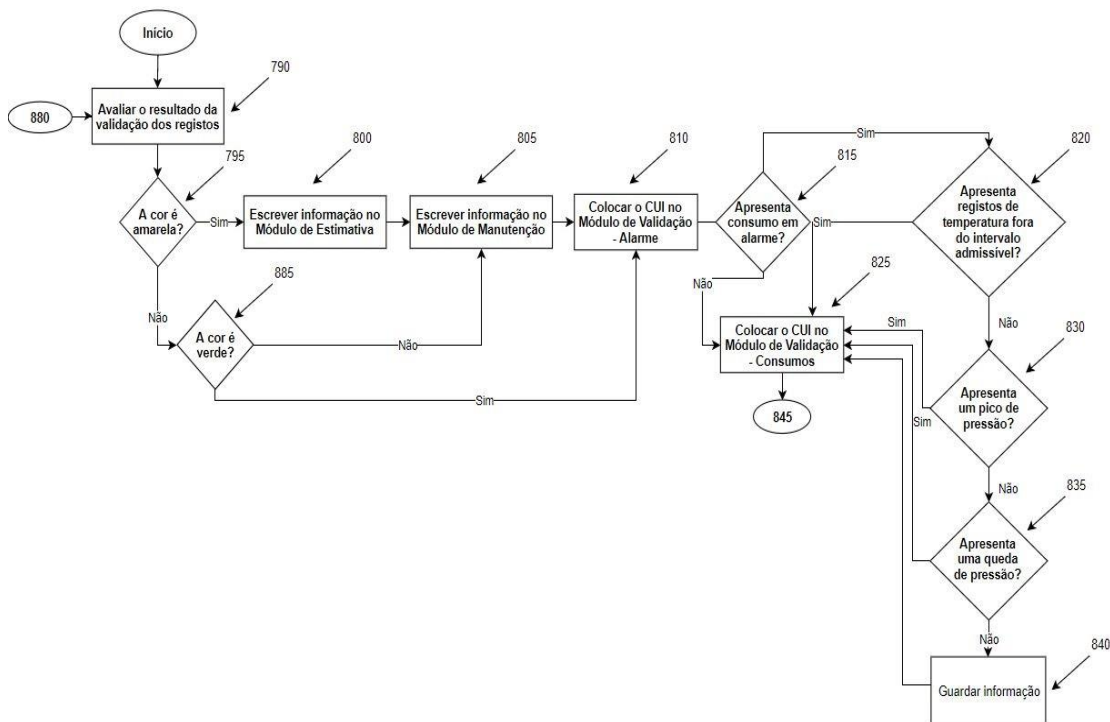 Início
790
Avaliar o resultado da
validação dos registos
880
795
A cor é
amarela?
Sim
800
Escrever informação no
Módulo de Estimativa
805
Escrever informação no
Módulo de Manutenção
810
Colocar o CUI no
Módulo de Validação
- Alarme
815
Apresenta
consumo em
alarme?
Sim
820
Apresenta
registos de
temperatura fora
do intervalo
admissível?
Sim
Não
825
Colocar o CUI no
Módulo de Validação
- Consumos
845
Não
885
A cor é
verde?
Não
Sim
Não
830
Apresenta
um pico de
pressão?
Sim
Não
835
Apresenta
uma queda
de pressão?
Sim
Não
840
Guardar informação